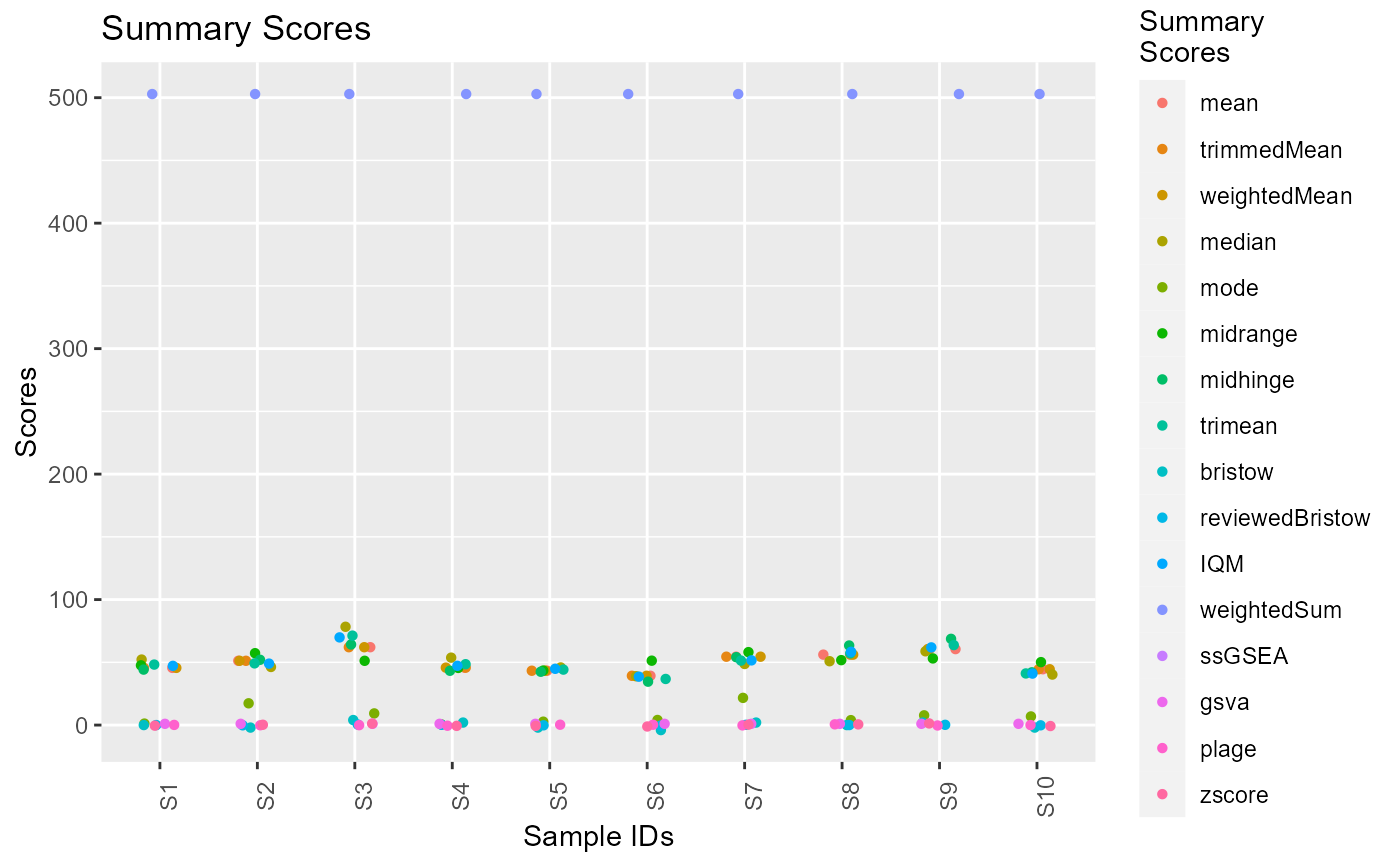 Summary Scores
Scores
500
400
300
200
100
0
S1 S2 S3 S4 S5 S6 S7 S8 S9 S10
Sample IDs
Summary
Scores
mean
trimmedMean
weightedMean
median
mode
midrange
midhinge
trimean
bristow
reviewedBristow
IQM
weightedSum
ssGSEA
gsva
plage
zscore